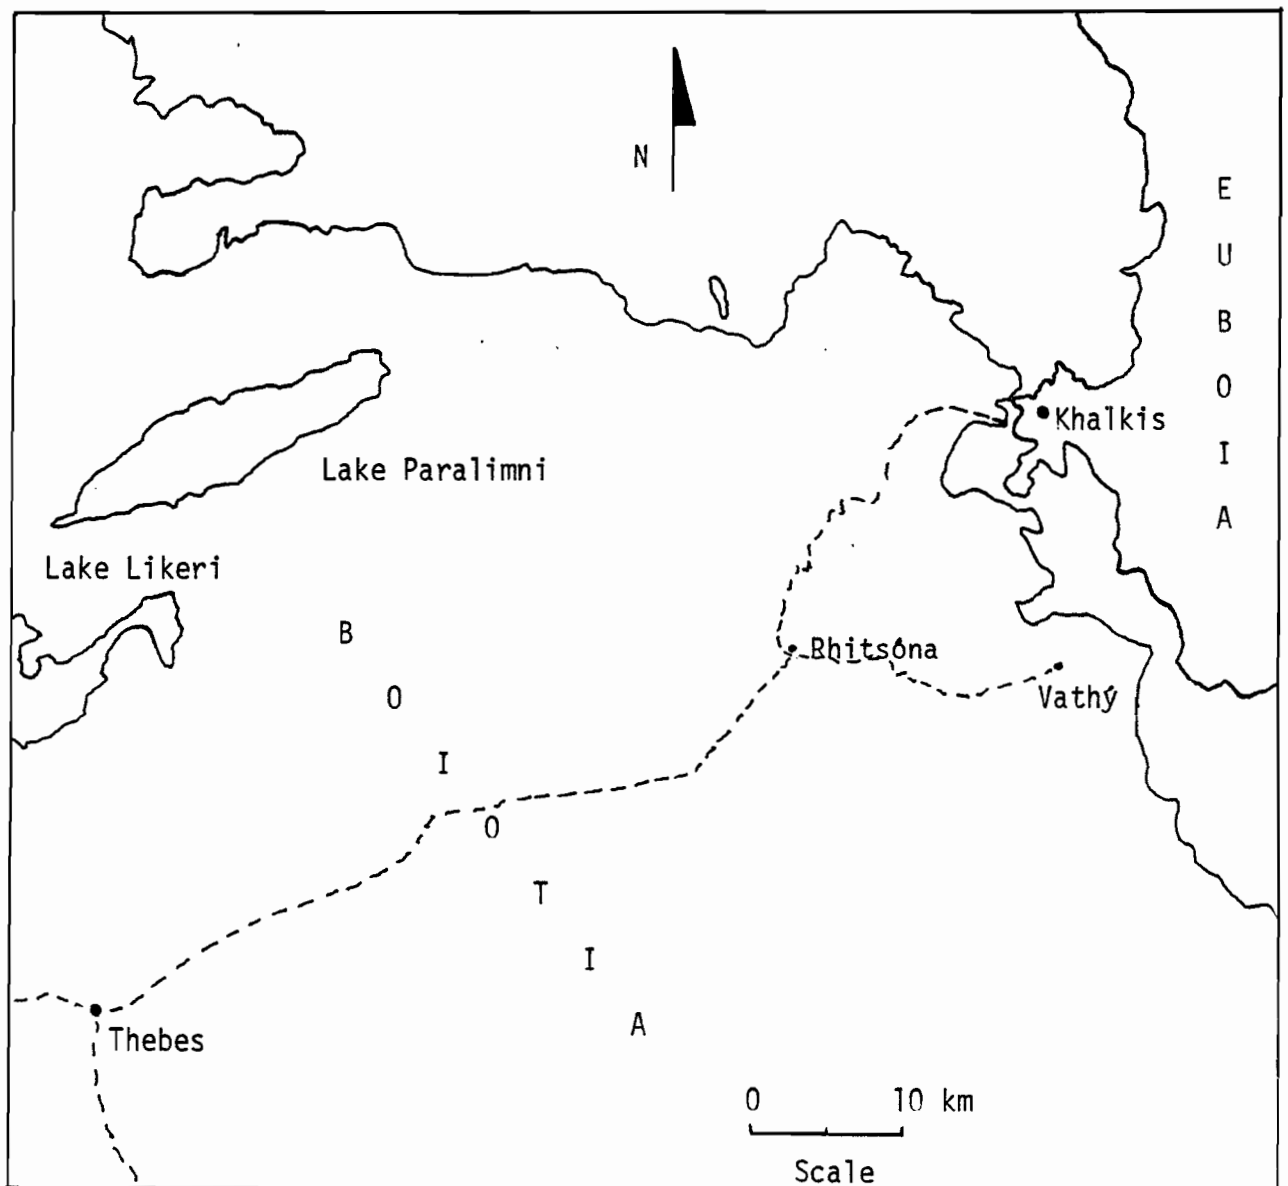 N
E
U
B
O
I
A
Khalkis
Lake Paralimni
Lake Likeri
B
O
I
O
T
I
A
Rhitsóna
Vathý
Thebes
0 10 km
Scale